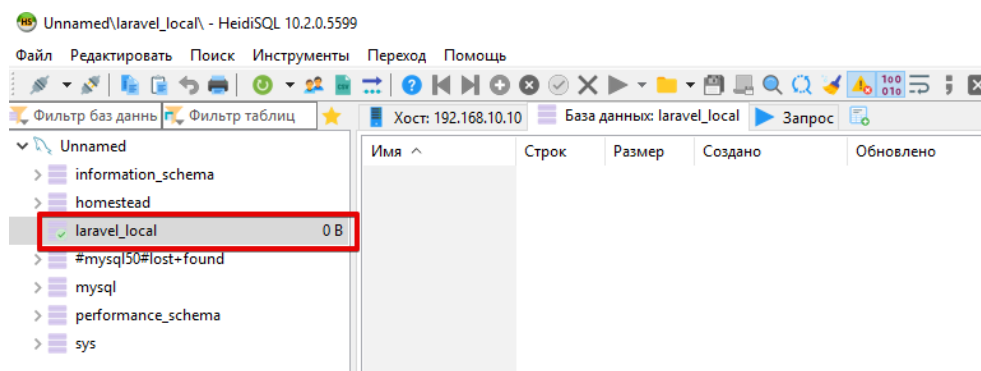 Unnamed\laravel_local\ - HeidiSQL 10.2.0.5599
Файл Редактировать Поиск Инструменты Переход Помощь
Фильтр баз даннь Фильтр таблиц Хост: 192.168.10.10 База данных: laravel_local Запрос
Unnamed
Имя Строк Размер Создано Обновлено
information_schema
homestead
laravel_local 0 B
#mysql50#lost+found
mysql
performance_schema
sys